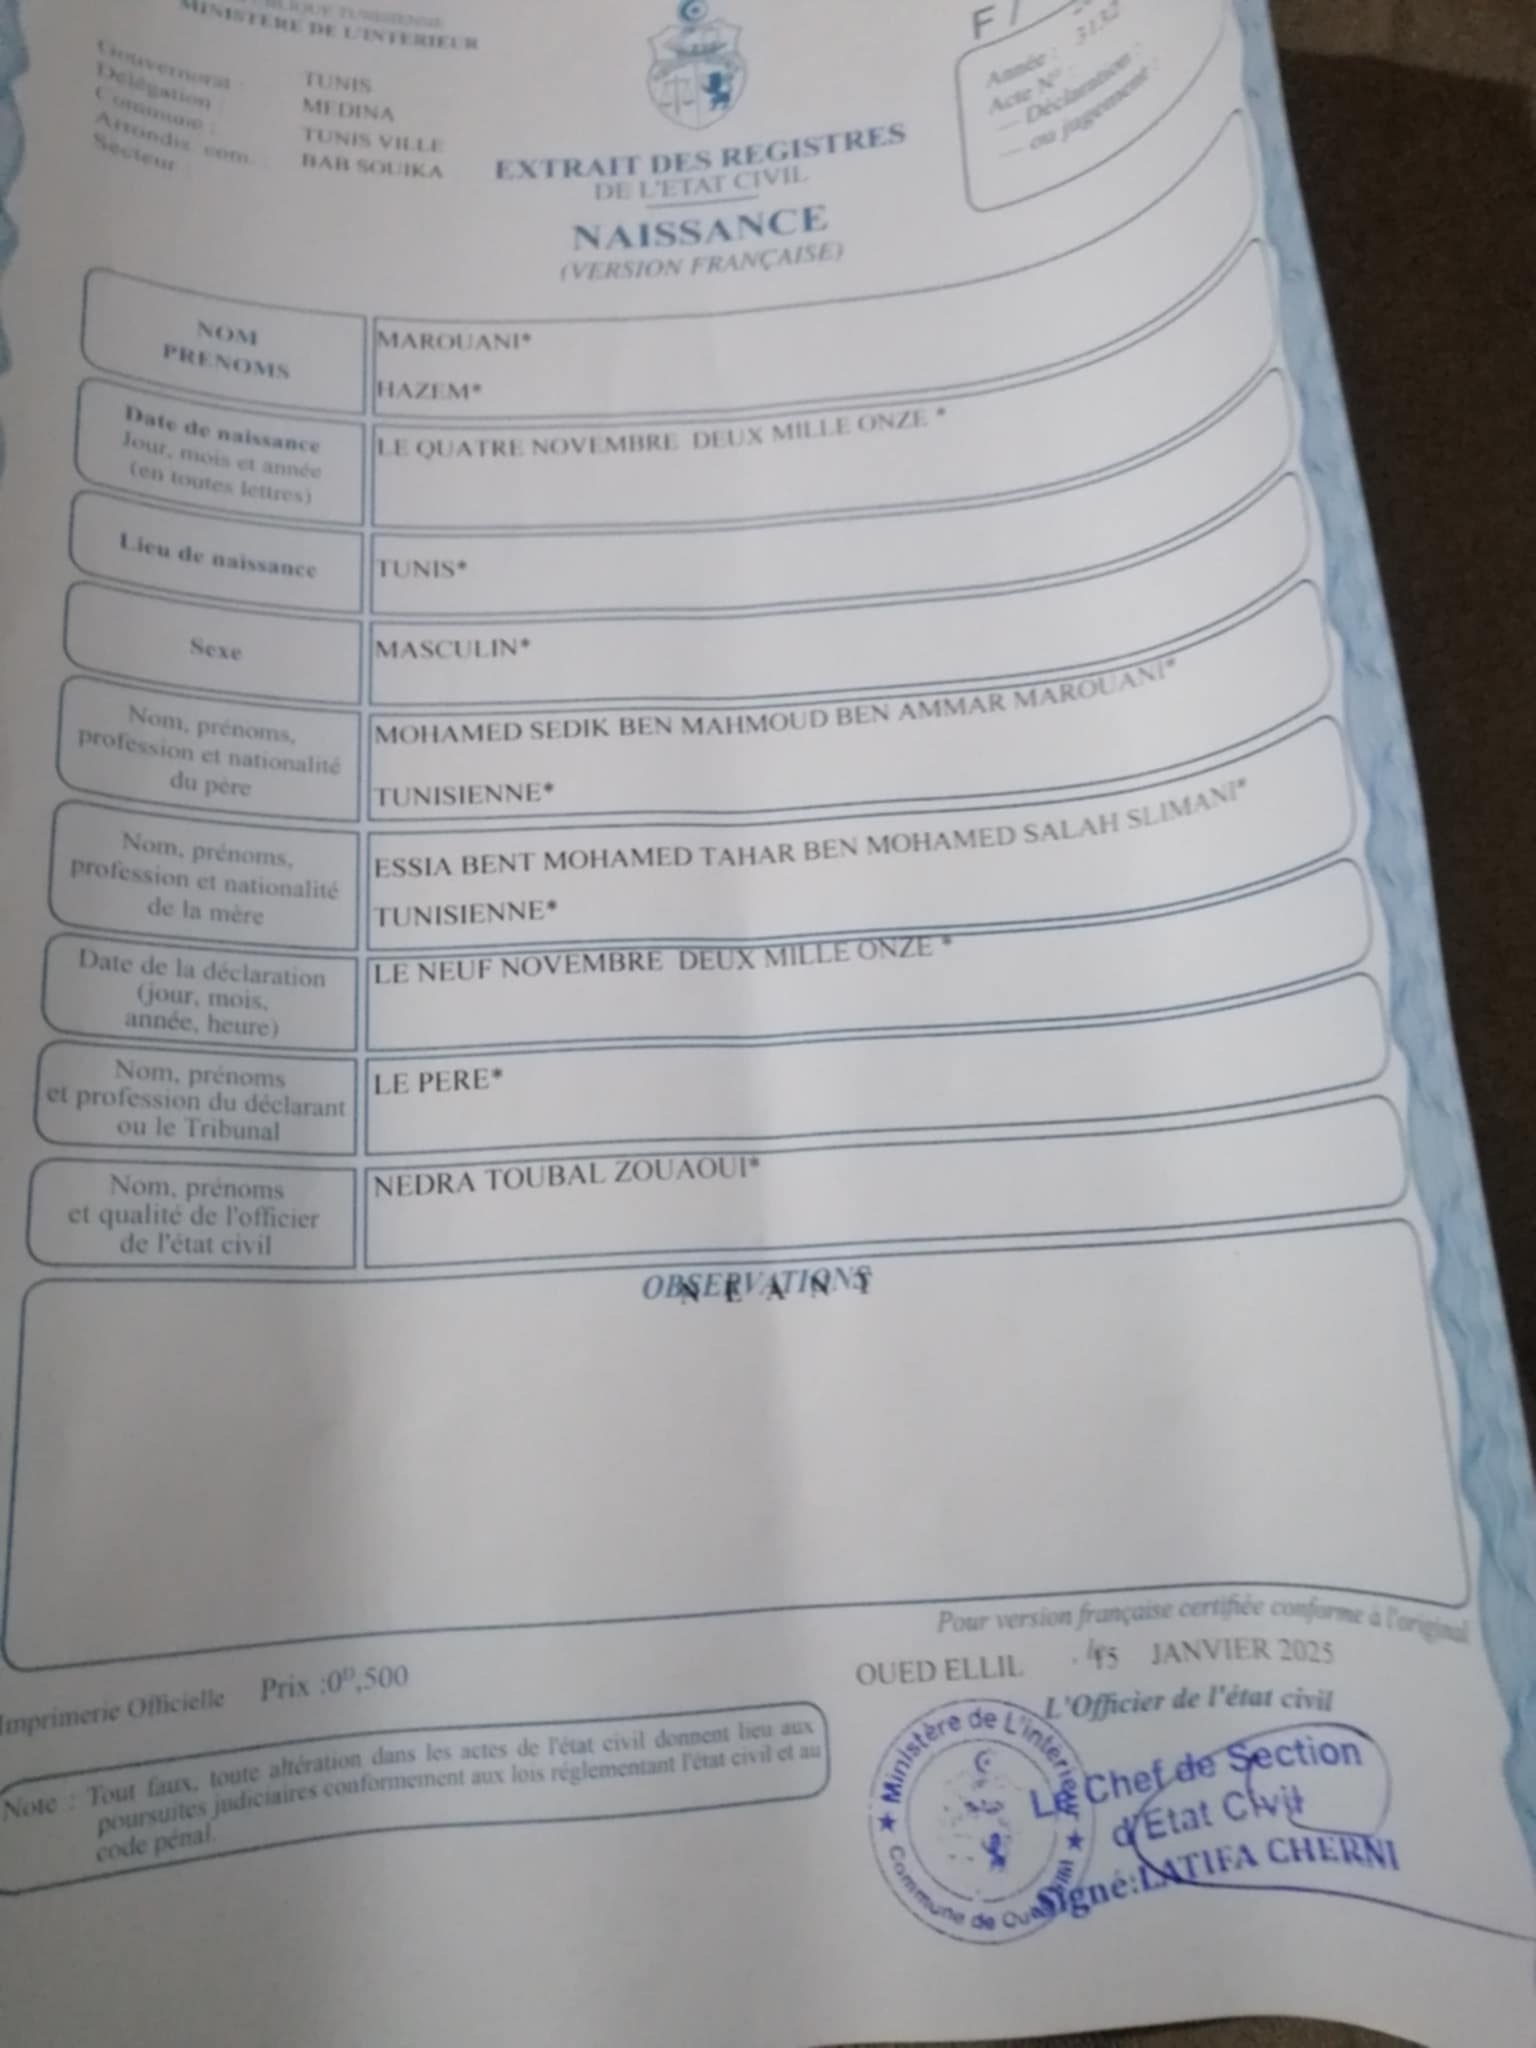 MINISTERE DE L'INTERIEUR
Gouvernorat : TUNIS
Délégation : MEDINA
Commune : TUNIS VILLE
Arrondis. com. : BAB SOUIKA
Secteur :
EXTRAIT DES REGISTRES
DE L'ETAT CIVIL
NAISSANCE
(VERSION FRANÇAISE)
F
Année :
Acte N° : 3132
— Déclaration :
— ou jugement :
NOM
PRENOMS
MAROUANI*
HAZEM*
Date de naissance
Jour, mois et année
(en toutes lettres)
LE QUATRE NOVEMBRE DEUX MILLE ONZE *
Lieu de naissance
TUNIS*
Sexe
MASCULIN*
Nom, prénoms,
profession et nationalité
du père
MOHAMED SEDIK BEN MAHMOUD BEN AMMAR MAROUANI*
TUNISIENNE*
Nom, prénoms,
profession et nationalité
de la mère
ESSIA BENT MOHAMED TAHAR BEN MOHAMED SALAH SLIMANI*
TUNISIENNE*
Date de la déclaration
(jour, mois,
année, heure)
LE NEUF NOVEMBRE DEUX MILLE ONZE *
Nom, prénoms
et profession du déclarant
ou le Tribunal
LE PERE*
Nom, prénoms
et qualité de l'officier
de l'état civil
NEDRA TOUBAL ZOUAOUI*
OBSERVATIONS
N E A N T
Pour version française certifiée conforme à l'original
OUED ELLIL 15 JANVIER 2025
L'Officier de l'état civil
Imprimerie Officielle Prix :0ᴰ,500
Note : Tout faux, toute altération dans les actes de l'état civil donnent lieu aux
poursuites judiciaires conformement aux lois réglementant l'état civil et au
code pénal.
★ Ministère de L'interieur ★
Commune de
Le Chef de Section
d'Etat Civil
Signé:LATIFA CHERNI